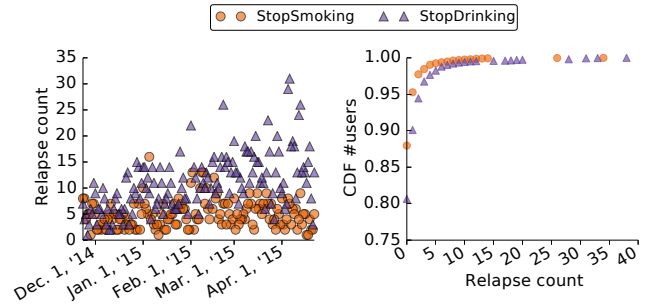 StopSmoking StopDrinking
Relapse count
35
30
25
20
15
10
5
0
Dec. 1, '14
Jan. 1, '15
Feb. 1, '15
Mar. 1, '15
Apr. 1, '15
CDF #users
1.00
0.95
0.90
0.85
0.80
0.75
0 5 10 15 20 25 30 35 40
Relapse count